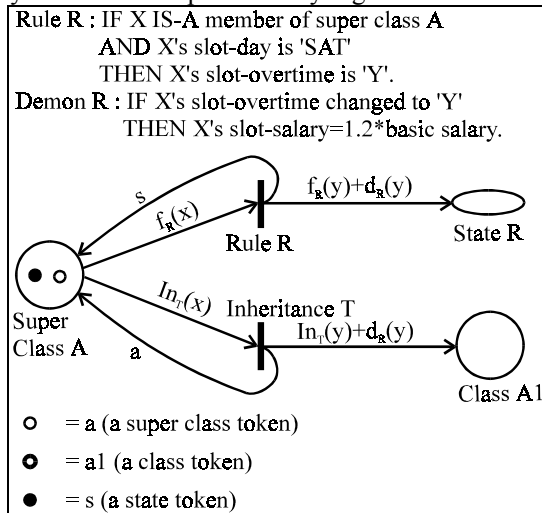 Rule R : IF X IS-A member of super class A
AND X's slot-day is 'SAT'
THEN X's slot-overtime is 'Y'.
Demon R : IF X's slot-overtime changed to 'Y'
THEN X's slot-salary=1.2*basic salary.
s
f_R(x)
f_R(y)+d_R(y)
Rule R
State R
In_T(x)
Inheritance T
In_T(y)+d_R(y)
Super
Class A
a
Class A1
= a (a super class token)
= a1 (a class token)
= s (a state token)